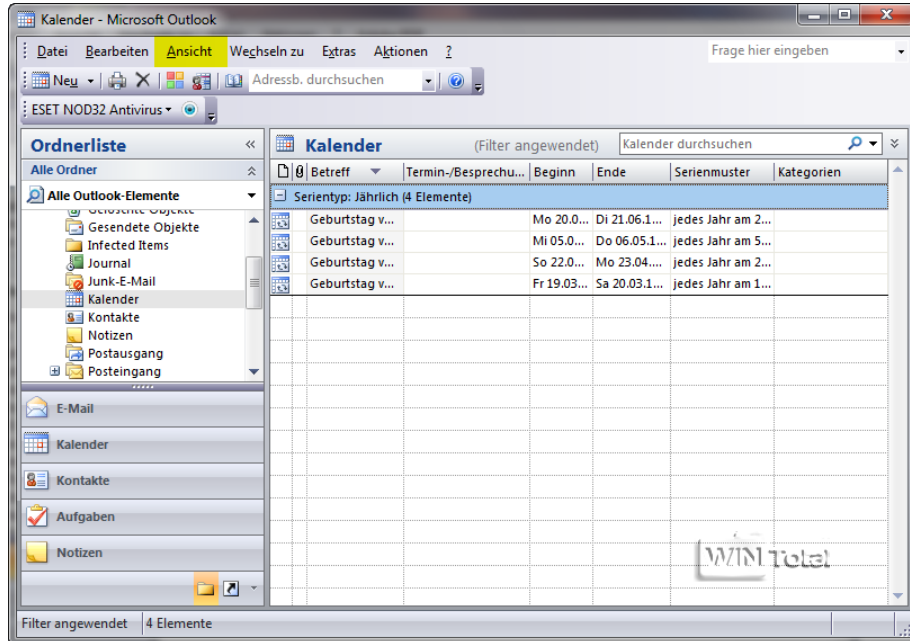 Kalender - Microsoft Outlook
Datei Bearbeiten Ansicht Wechseln zu Extras Aktionen ? Frage hier eingeben
Neu Adressb. durchsuchen
ESET NOD32 Antivirus
Ordnerliste «
Alle Ordner
Alle Outlook-Elemente
Gelöschte Objekte
Gesendete Objekte
Infected Items
Journal
Junk-E-Mail
Kalender
Kontakte
Notizen
Postausgang
Posteingang
E-Mail
Kalender
Kontakte
Aufgaben
Notizen
Kalender (Filter angewendet) Kalender durchsuchen
Betreff Termin-/Besprechu... Beginn Ende Serienmuster Kategorien
Serientyp: Jährlich (4 Elemente)
Geburtstag v... Mo 20.0... Di 21.06.1... jedes Jahr am 2...
Geburtstag v... Mi 05.0... Do 06.05.1... jedes Jahr am 5...
Geburtstag v... So 22.0... Mo 23.04.... jedes Jahr am 2...
Geburtstag v... Fr 19.03... Sa 20.03.1... jedes Jahr am 1...
WIN Total
Filter angewendet 4 Elemente